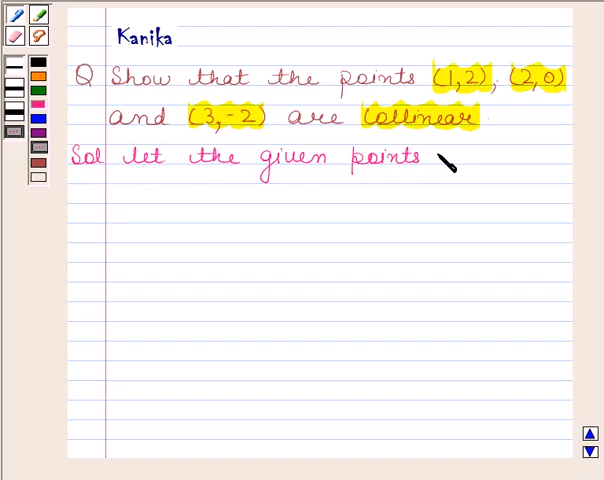 Kanika
Q Show that the points (1,2), (2,0)
and (3,-2) are collinear.
Sol let the given points